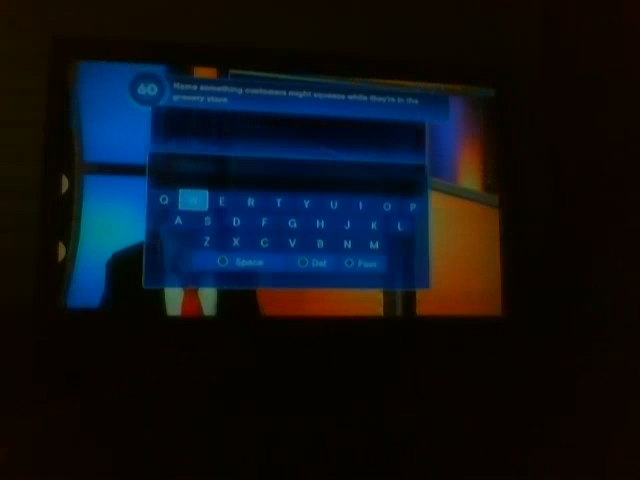 60
Name something customers might squeeze while they're in the
grocery store
Q W E R T Y U I O P
A S D F G H J K L
Z X C V B N M
Space Del Pass